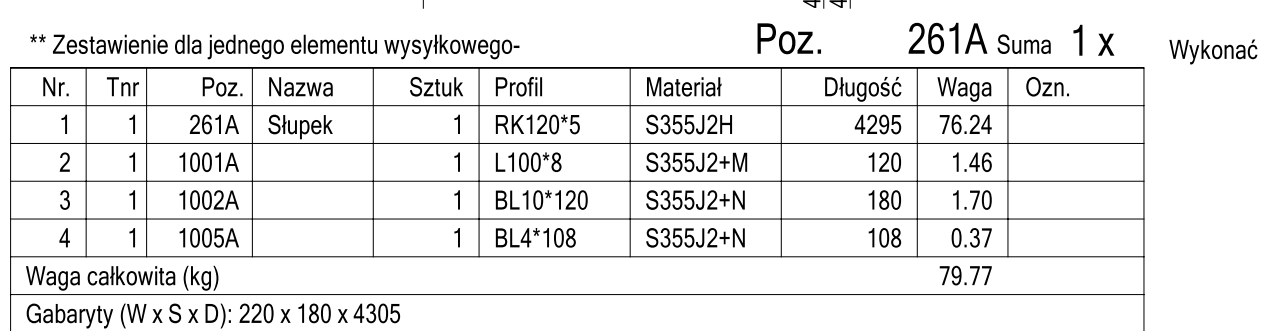 ** Zestawienie dla jednego elementu wysyłkowego- Poz. 261A Suma 1 x Wykonać
Nr. Tnr Poz. Nazwa Sztuk Profil Materiał Długość Waga Ozn.
1 1 261A Słupek 1 RK120*5 S355J2H 4295 76.24
2 1 1001A 1 L100*8 S355J2+M 120 1.46
3 1 1002A 1 BL10*120 S355J2+N 180 1.70
4 1 1005A 1 BL4*108 S355J2+N 108 0.37
Waga całkowita (kg) 79.77
Gabaryty (W x S x D): 220 x 180 x 4305